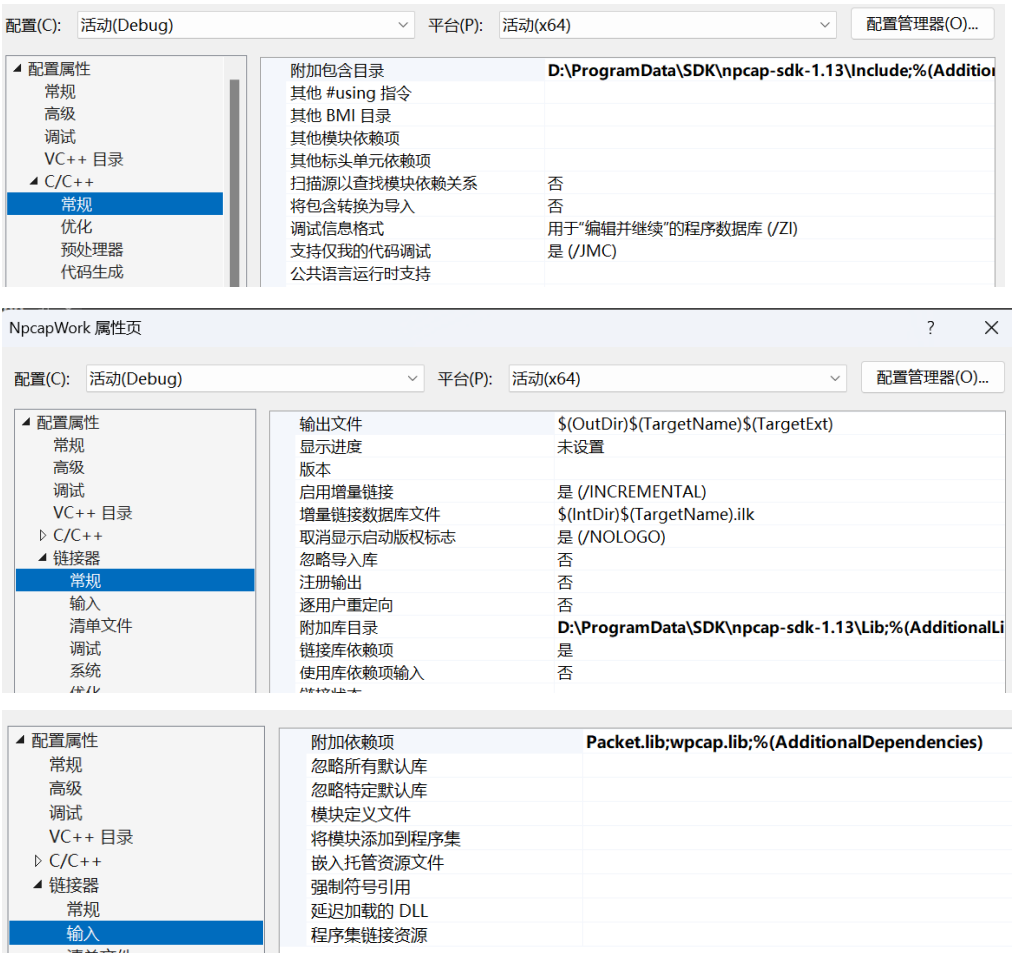 配置(C): 活动(Debug) 平台(P): 活动(x64) 配置管理器(O)...
配置属性
常规
高级
调试
VC++ 目录
C/C++
常规
优化
预处理器
代码生成
附加包含目录 D:\ProgramData\SDK\npcap-sdk-1.13\Include;%(Addition
其他 #using 指令
其他 BMI 目录
其他模块依赖项
其他标头单元依赖项
扫描源以查找模块依赖关系 否
将包含转换为导入 否
调试信息格式 用于“编辑并继续”的程序数据库 (/ZI)
支持仅我的代码调试 是 (/JMC)
公共语言运行时支持
NpcapWork 属性页 ?
配置(C): 活动(Debug) 平台(P): 活动(x64) 配置管理器(O)...
配置属性
常规
高级
调试
VC++ 目录
C/C++
链接器
常规
输入
清单文件
调试
系统
优化
输出文件 $(OutDir)$(TargetName)$(TargetExt)
显示进度 未设置
版本
启用增量链接 是 (/INCREMENTAL)
增量链接数据库文件 $(IntDir)$(TargetName).ilk
取消显示启动版权标志 是 (/NOLOGO)
忽略导入库 否
注册输出 否
逐用户重定向 否
附加库目录 D:\ProgramData\SDK\npcap-sdk-1.13\Lib;%(AdditionalLi
链接库依赖项 是
使用库依赖项输入 否
链接状态
配置属性
常规
高级
调试
VC++ 目录
C/C++
链接器
常规
输入
清单文件
附加依赖项 Packet.lib;wpcap.lib;%(AdditionalDependencies)
忽略所有默认库
忽略特定默认库
模块定义文件
将模块添加到程序集
嵌入托管资源文件
强制符号引用
延迟加载的 DLL
程序集链接资源